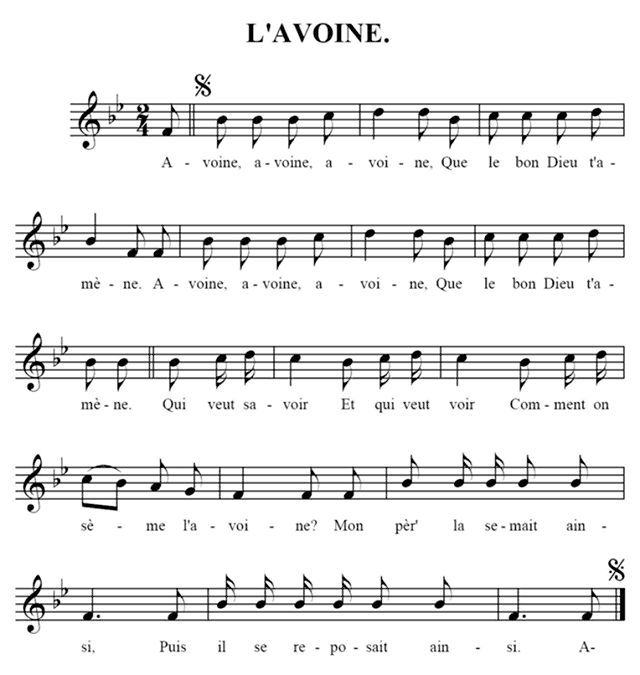 L'AVOINE.
A - voine, a - voine, a - voi - ne, Que le bon Dieu t'a -
mè - ne. A - voine, a - voine, a - voi - ne, Que le bon Dieu t'a -
mè - ne. Qui veut sa - voir Et qui veut voir Com - ment on
sè - me l'a - voi - ne? Mon pèr' la se - mait ain -
si, Puis il se re - po - sait ain - si. A-